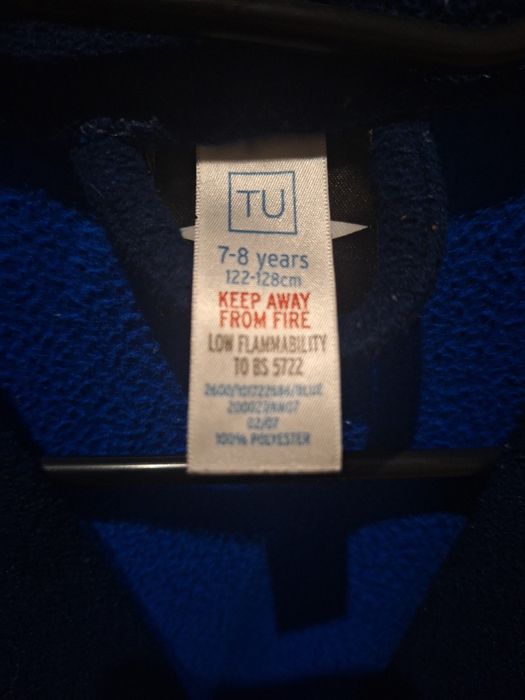 TU
7-8 years
122-128cm
KEEP AWAY
FROM FIRE
LOW FLAMMABILITY
TO BS 5722
02/07
100% POLYESTER